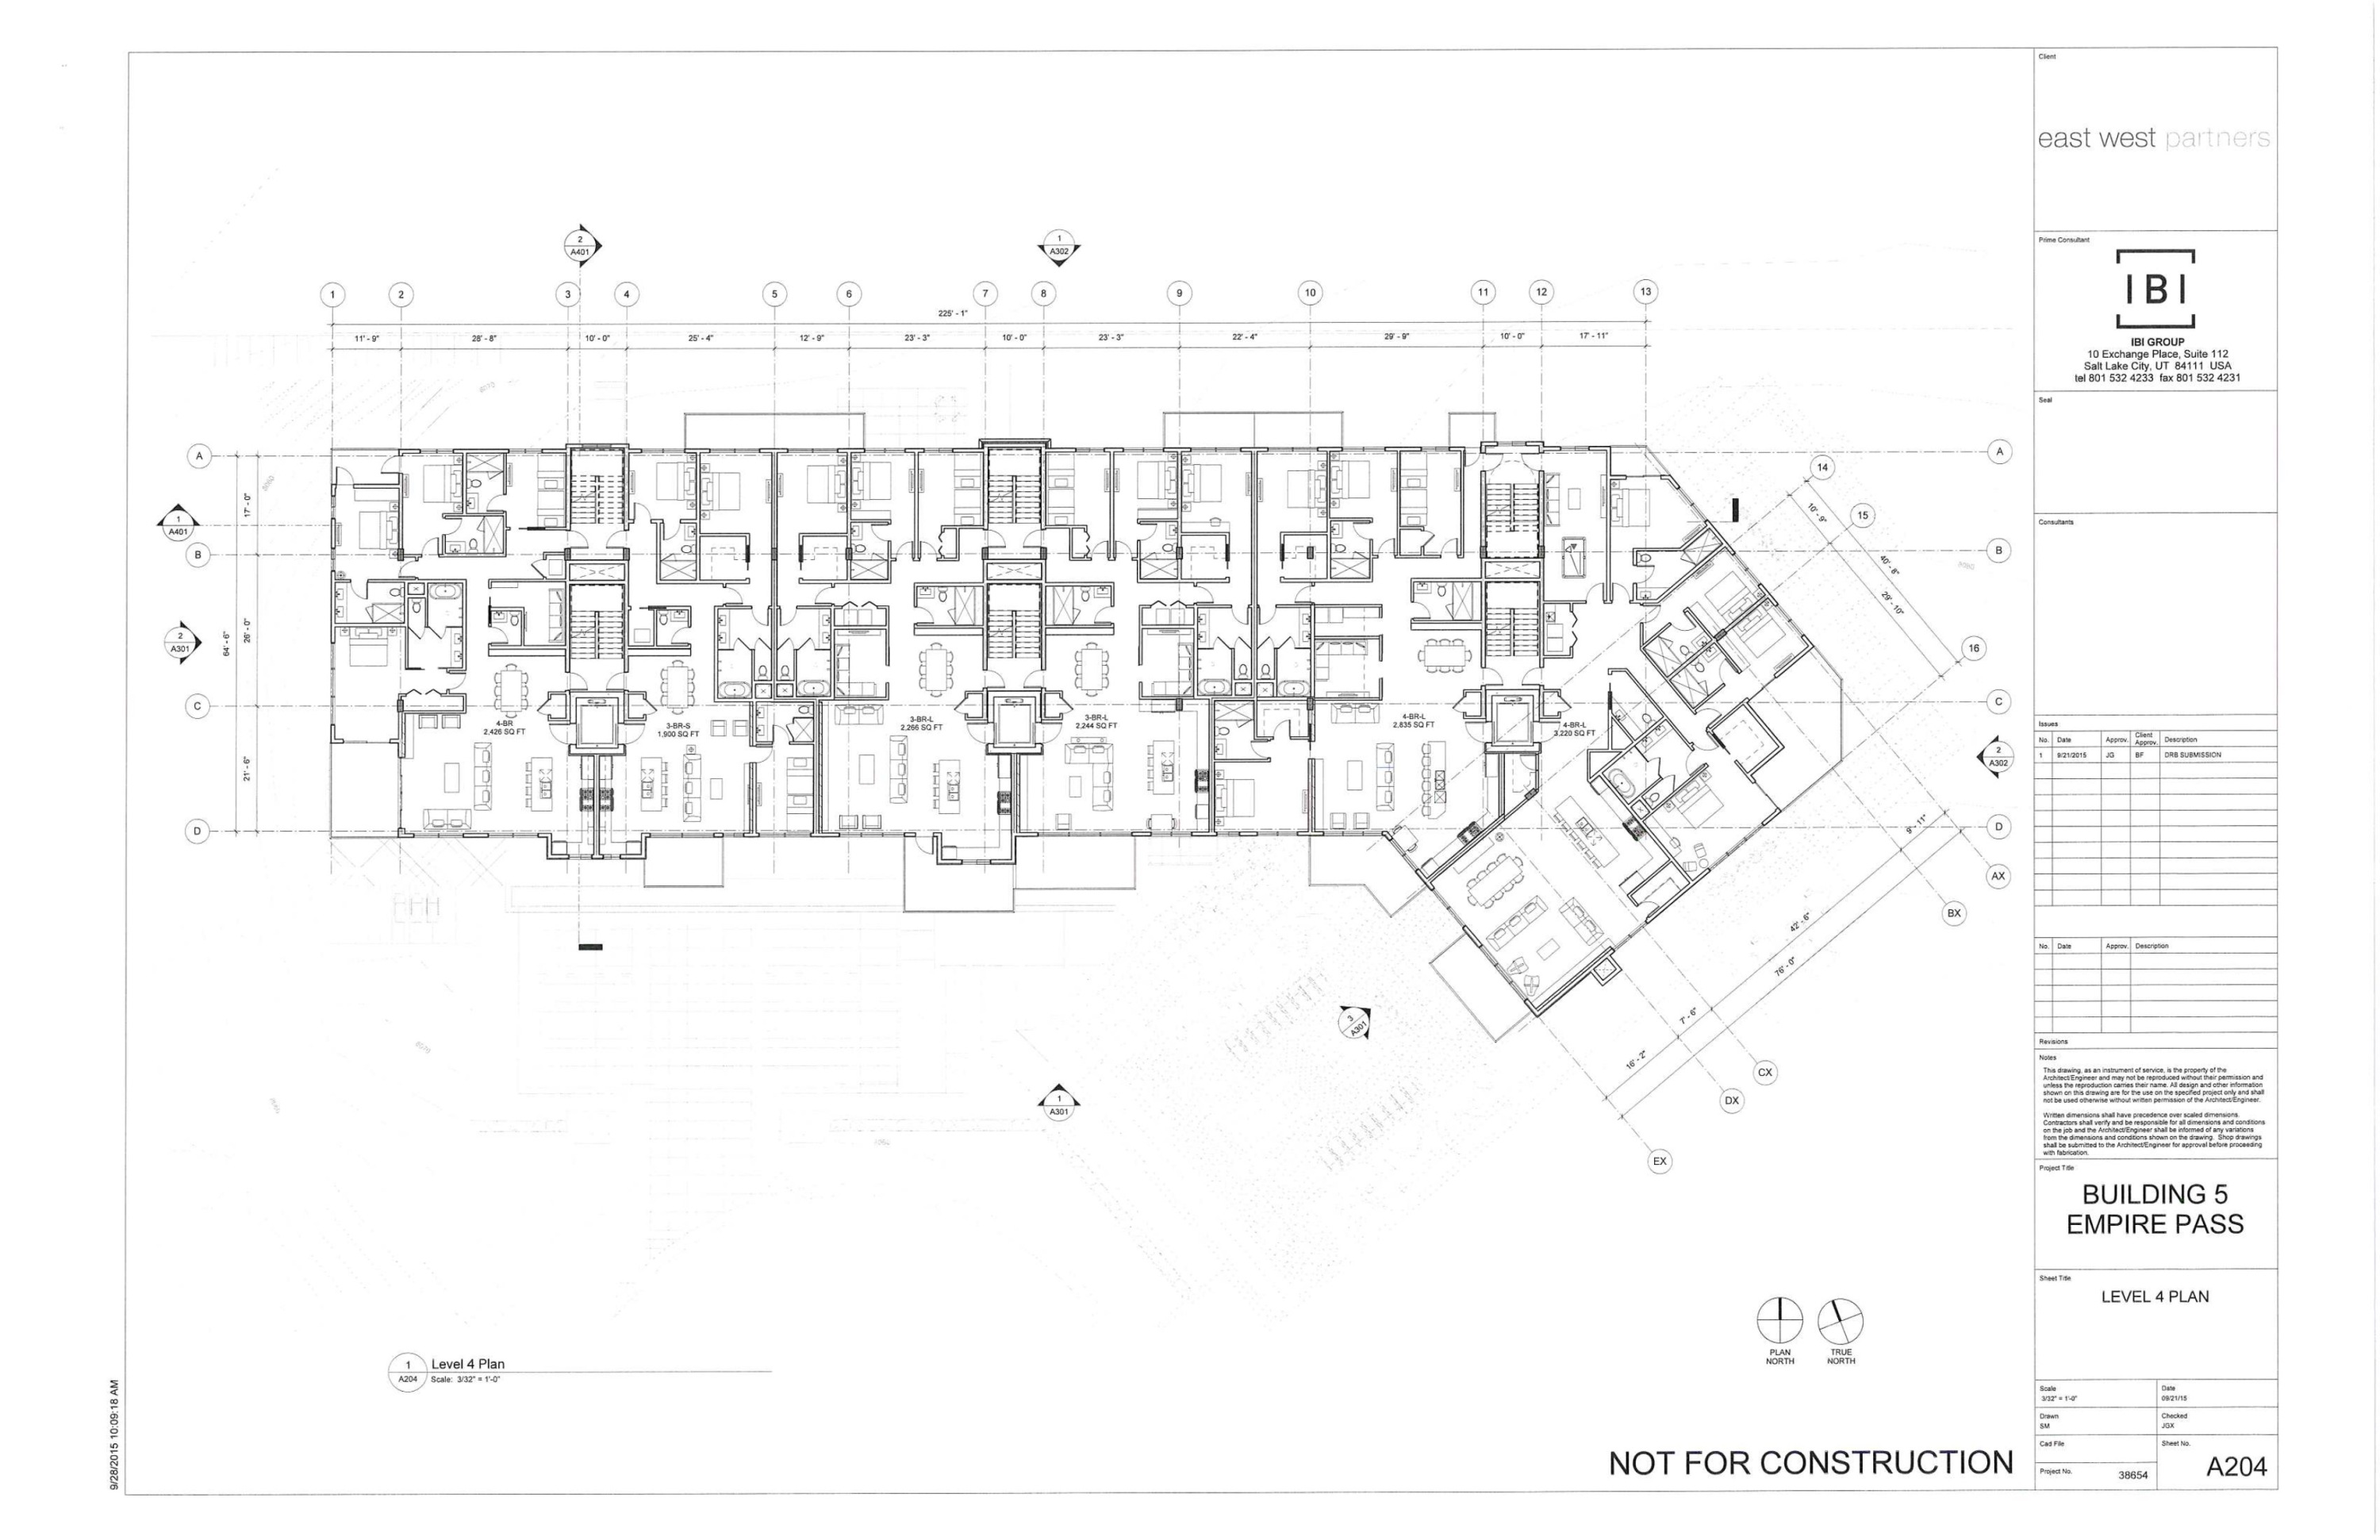 Client
east west partners
Prime Consultant
IBI
IBI GROUP
10 Exchange Place, Suite 112
Salt Lake City, UT 84111 USA
tel 801 532 4233 fax 801 532 4231
Seal
Consultants
Issues
No. Date Approv. Client Approv. Description
1 9/21/2015 JG BF DRB SUBMISSION
No. Date Approv. Description
Revisions
Notes
This drawing, as an instrument of service, is the property of the
Architect/Engineer and may not be reproduced without their permission and
unless the reproduction carries their name. All design and other information
shown on this drawing are for the use on the specified project only and shall
not be used otherwise without written permission of the Architect/Engineer.
Written dimensions shall have precedence over scaled dimensions.
Contractors shall verify and be responsible for all dimensions and conditions
on the job and the Architect/Engineer shall be informed of any variations
from the dimensions and conditions shown on the drawing. Shop drawings
shall be submitted to the Architect/Engineer for approval before proceeding
with fabrication.
Project Title
BUILDING 5
EMPIRE PASS
Sheet Title
LEVEL 4 PLAN
Scale
3/32" = 1'-0"
Date
09/21/15
Drawn
SM
Checked
JGX
Cad File
Sheet No.
A204
Project No.
38654
2
A401
1
A302
1 2 3 4 5 6 7 8 9 10 11 12 13
225' - 1"
11' - 9" 28' - 8" 10' - 0" 25' - 4" 12' - 9" 23' - 3" 10' - 0" 23' - 3" 22' - 4" 29' - 9" 10' - 0" 17' - 11"
A
A
14
15
16
1
A401
B
B
17' - 0"
10' - 9"
40' - 8"
29' - 10"
2
A301
64' - 6"
26' - 0"
C
C
21' - 6"
4-BR
2,426 SQ FT
3-BR-S
1,900 SQ FT
3-BR-L
2,266 SQ FT
3-BR-L
2,244 SQ FT
4-BR-L
2,835 SQ FT
4-BR-L
3,220 SQ FT
2
A302
D
D
AX
BX
9' - 11"
42' - 6"
76' - 0"
7' - 6"
16' - 2"
CX
DX
EX
3
A301
1
A301
PLAN
NORTH
TRUE
NORTH
1
A204
Level 4 Plan
Scale: 3/32" = 1'-0"
NOT FOR CONSTRUCTION
9/28/2015 10:09:18 AM